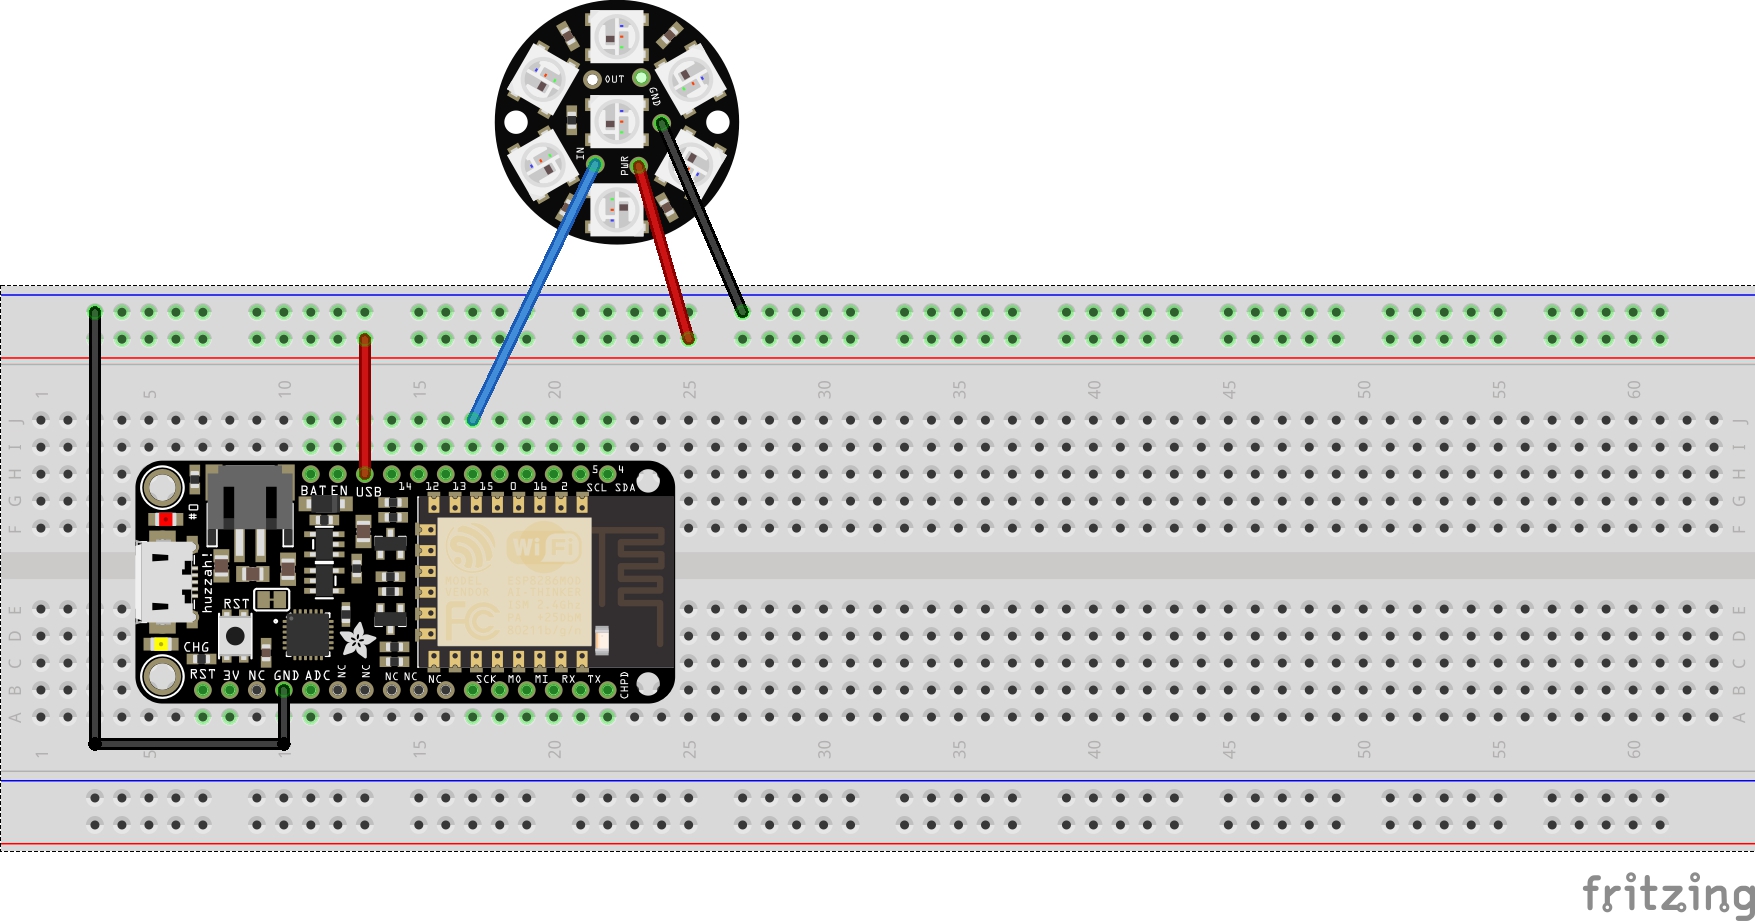 OUT
GND
IN
PWR
1 5 10 15 20 25 30 35 40 45 50 55 60
J J
I I
H H
G G
F F
5 4
BAT EN USB 14 12 13 15 0 16 2 SCL SDA
#0
WiFi
huzzah!
FC
RST
E E
D D
C C
B B
A A
CHG
RST 3V NC GND ADC NC NC NC NC NC SCK MO MI RX TX CHPD
1 5 15 20 25 30 35 40 45 50 55 60
fritzing